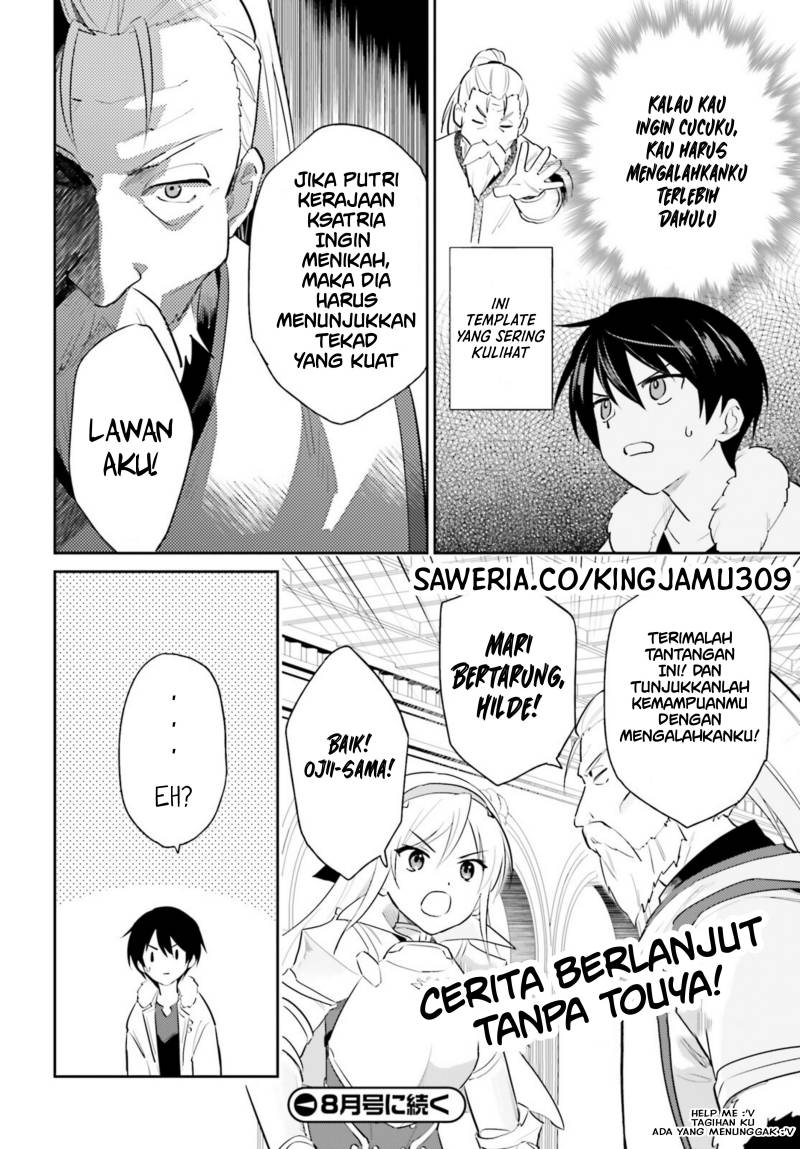 KALAU KAU
INGIN CUCUKU,
KAU HARUS
MENGALAHKANKU
TERLEBIH
DAHULU
INI
TEMPLATE
YANG SERING
KULIHAT
JIKA PUTRI
KERAJAAN
KSATRIA
INGIN
MENIKAH,
MAKA DIA
HARUS
MENUNJUKKAN
TEKAD
YANG KUAT
LAWAN
AKU!
SAWERIA.CO/KINGJAMU309
TERIMALAH
TANTANGAN
INI! DAN
TUNJUKKANLAH
KEMAMPUANMU
DENGAN
MENGALAHKANKU!
MARI
BERTARUNG,
HILDE!
BAIK!
OJII-SAMA!
.
.
.
EH?
CERITA BERLANJUT
TANPA TOUYA!
8月号に続く
HELP ME :'V
TAGIHAN KU
ADA YANG MENUNGGAK :'V